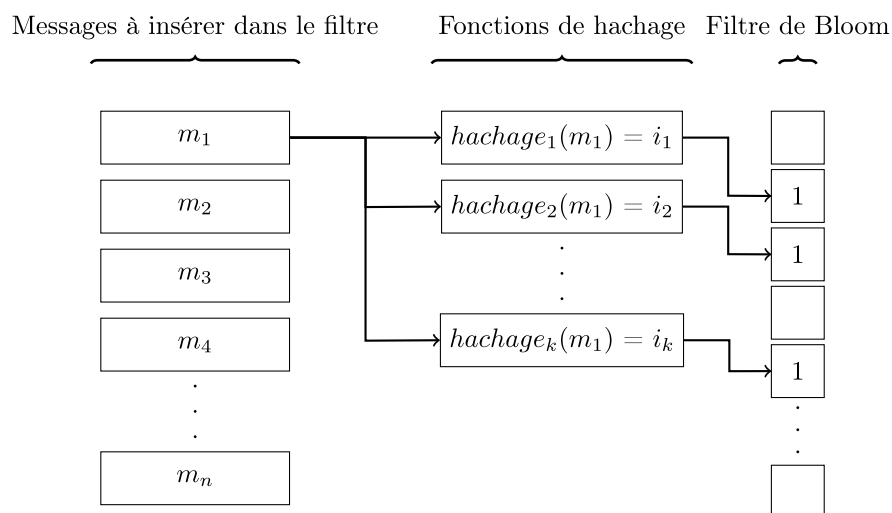 Messages à insérer dans le filtre Fonctions de hachage Filtre de Bloom
m₁ hachage₁(m₁) = i₁
1
m₂ hachage₂(m₁) = i₂
1
m₃
m₄ hachageₖ(m₁) = iₖ
1
mₙ